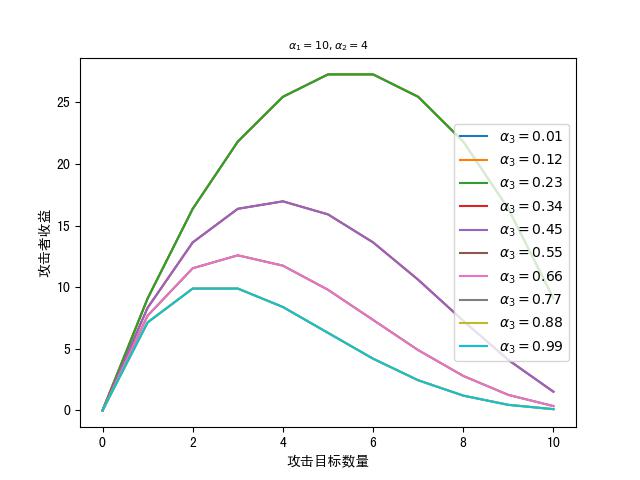 α₁ = 10, α₂ = 4
攻击者收益
25
20
15
10
5
0
α₃ = 0.01
α₃ = 0.12
α₃ = 0.23
α₃ = 0.34
α₃ = 0.45
α₃ = 0.55
α₃ = 0.66
α₃ = 0.77
α₃ = 0.88
α₃ = 0.99
0 2 4 6 8 10
攻击目标数量